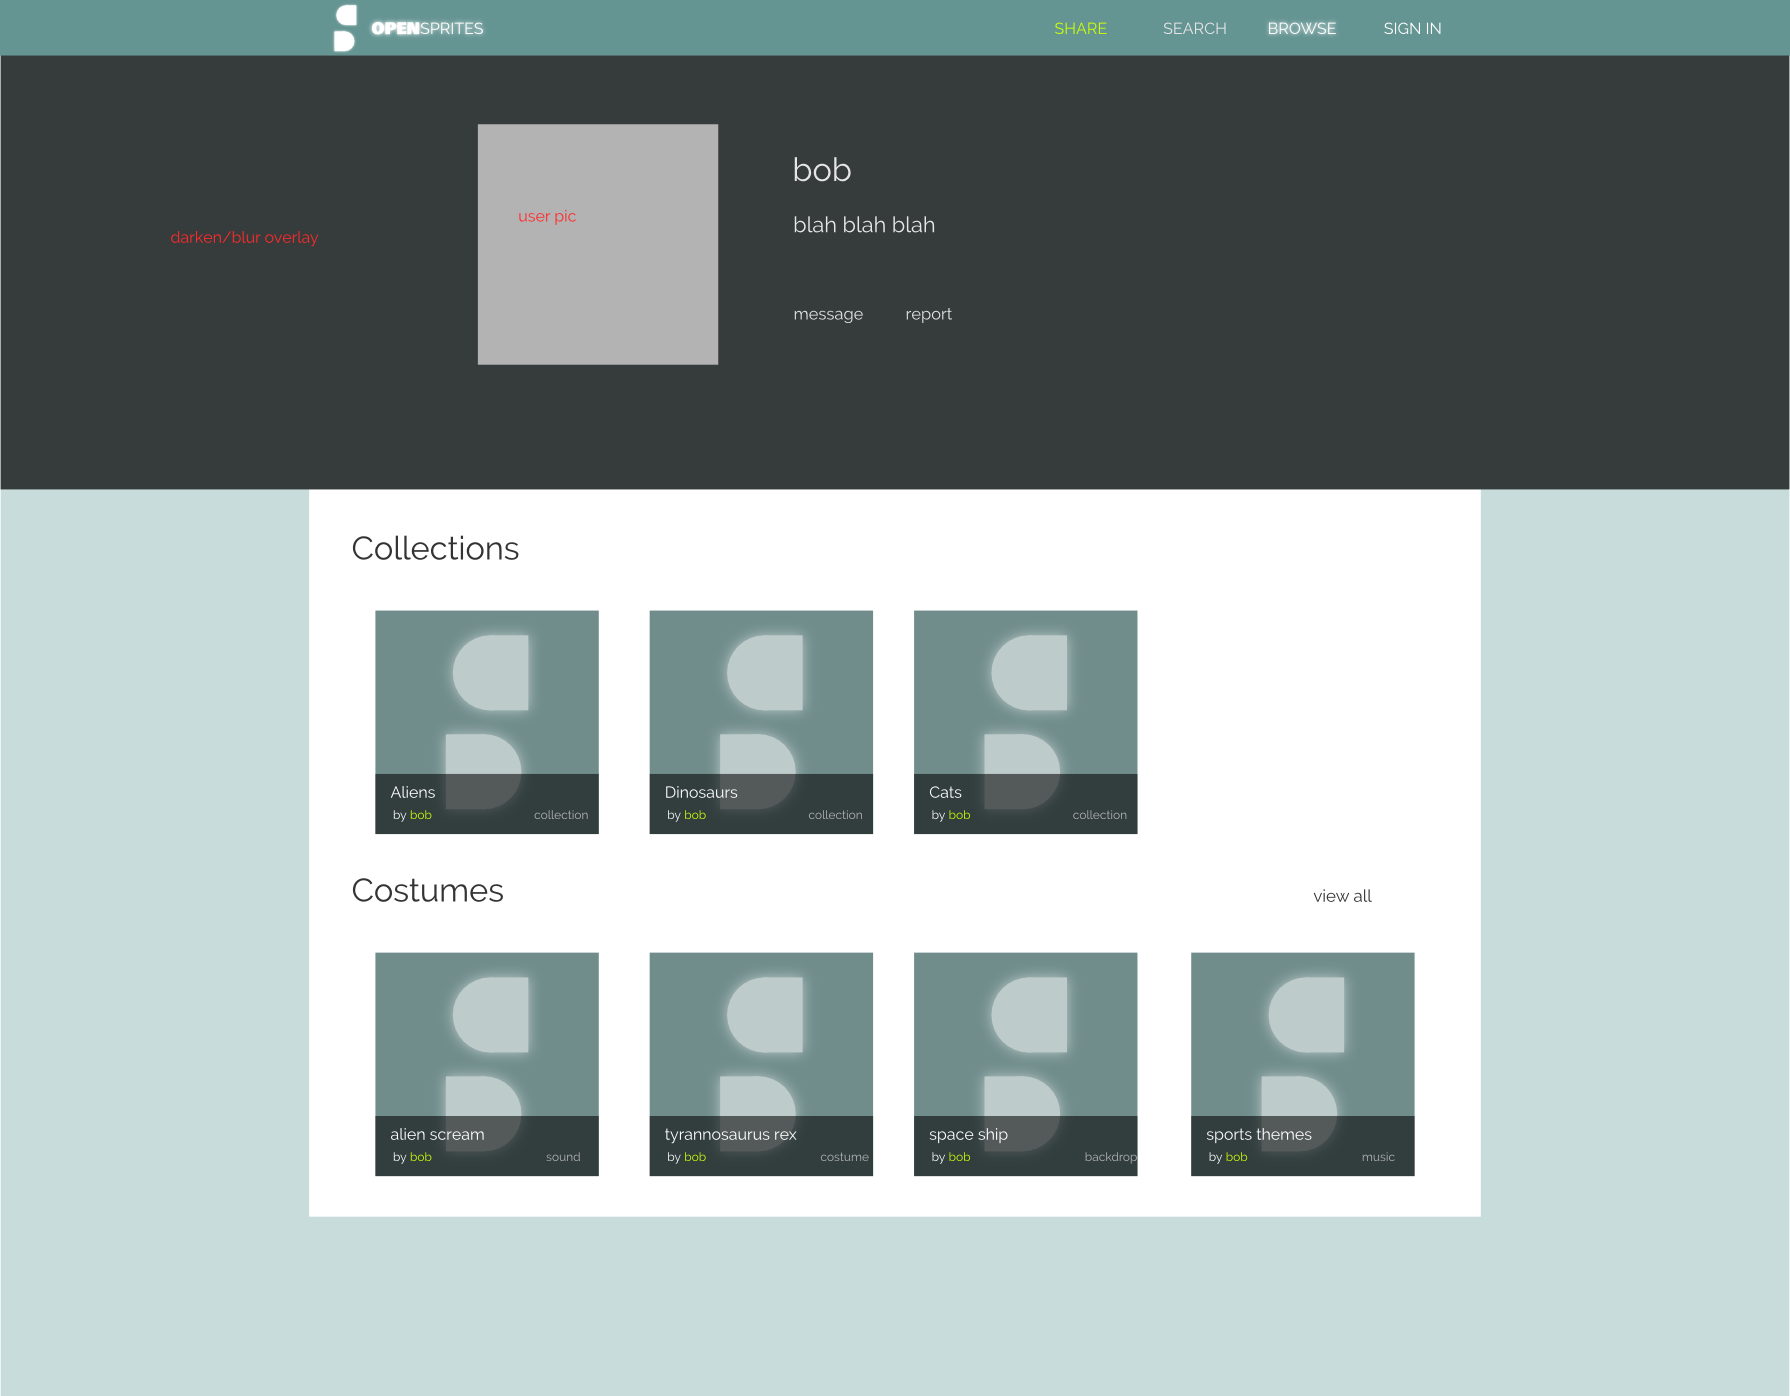 OPENSPRITES SHARE SEARCH BROWSE SIGN IN
bob
user pic
blah blah blah
darken/blur overlay
message report
Collections
Aliens
by bob collection
Dinosaurs
by bob collection
Cats
by bob collection
Costumes
view all
alien scream
by bob sound
tyrannosaurus rex
by bob costume
space ship
by bob backdrop
sports themes
by bob music